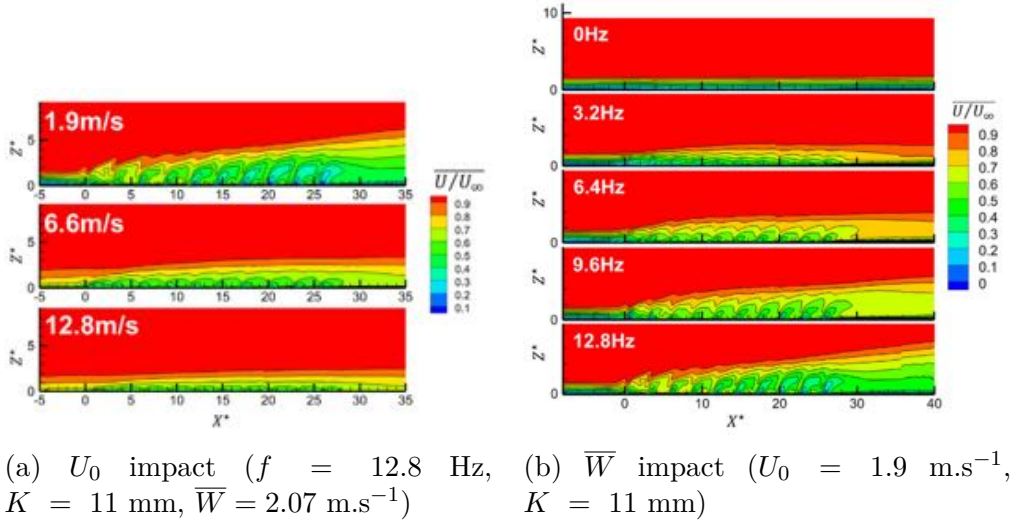 1.9m/s
Z*
5
0
-5 0 5 10 15 20 25 30 35
6.6m/s
Z*
5
0
-5 0 5 10 15 20 25 30 35
12.8m/s
Z*
5
0
-5 0 5 10 15 20 25 30 35
X*
U/U∞
0.9
0.8
0.7
0.6
0.5
0.4
0.3
0.2
0.1
10
0Hz
Z*
0
3.2Hz
Z*
0
6.4Hz
Z*
0
9.6Hz
Z*
0
12.8Hz
Z*
0
0 10 20 30 40
X*
U/U∞
0.9
0.8
0.7
0.6
0.5
0.4
0.3
0.2
0.1
0
(a) U₀ impact (f = 12.8 Hz,
K = 11 mm, W̅ = 2.07 m.s⁻¹)
(b) W̅ impact (U₀ = 1.9 m.s⁻¹,
K = 11 mm)